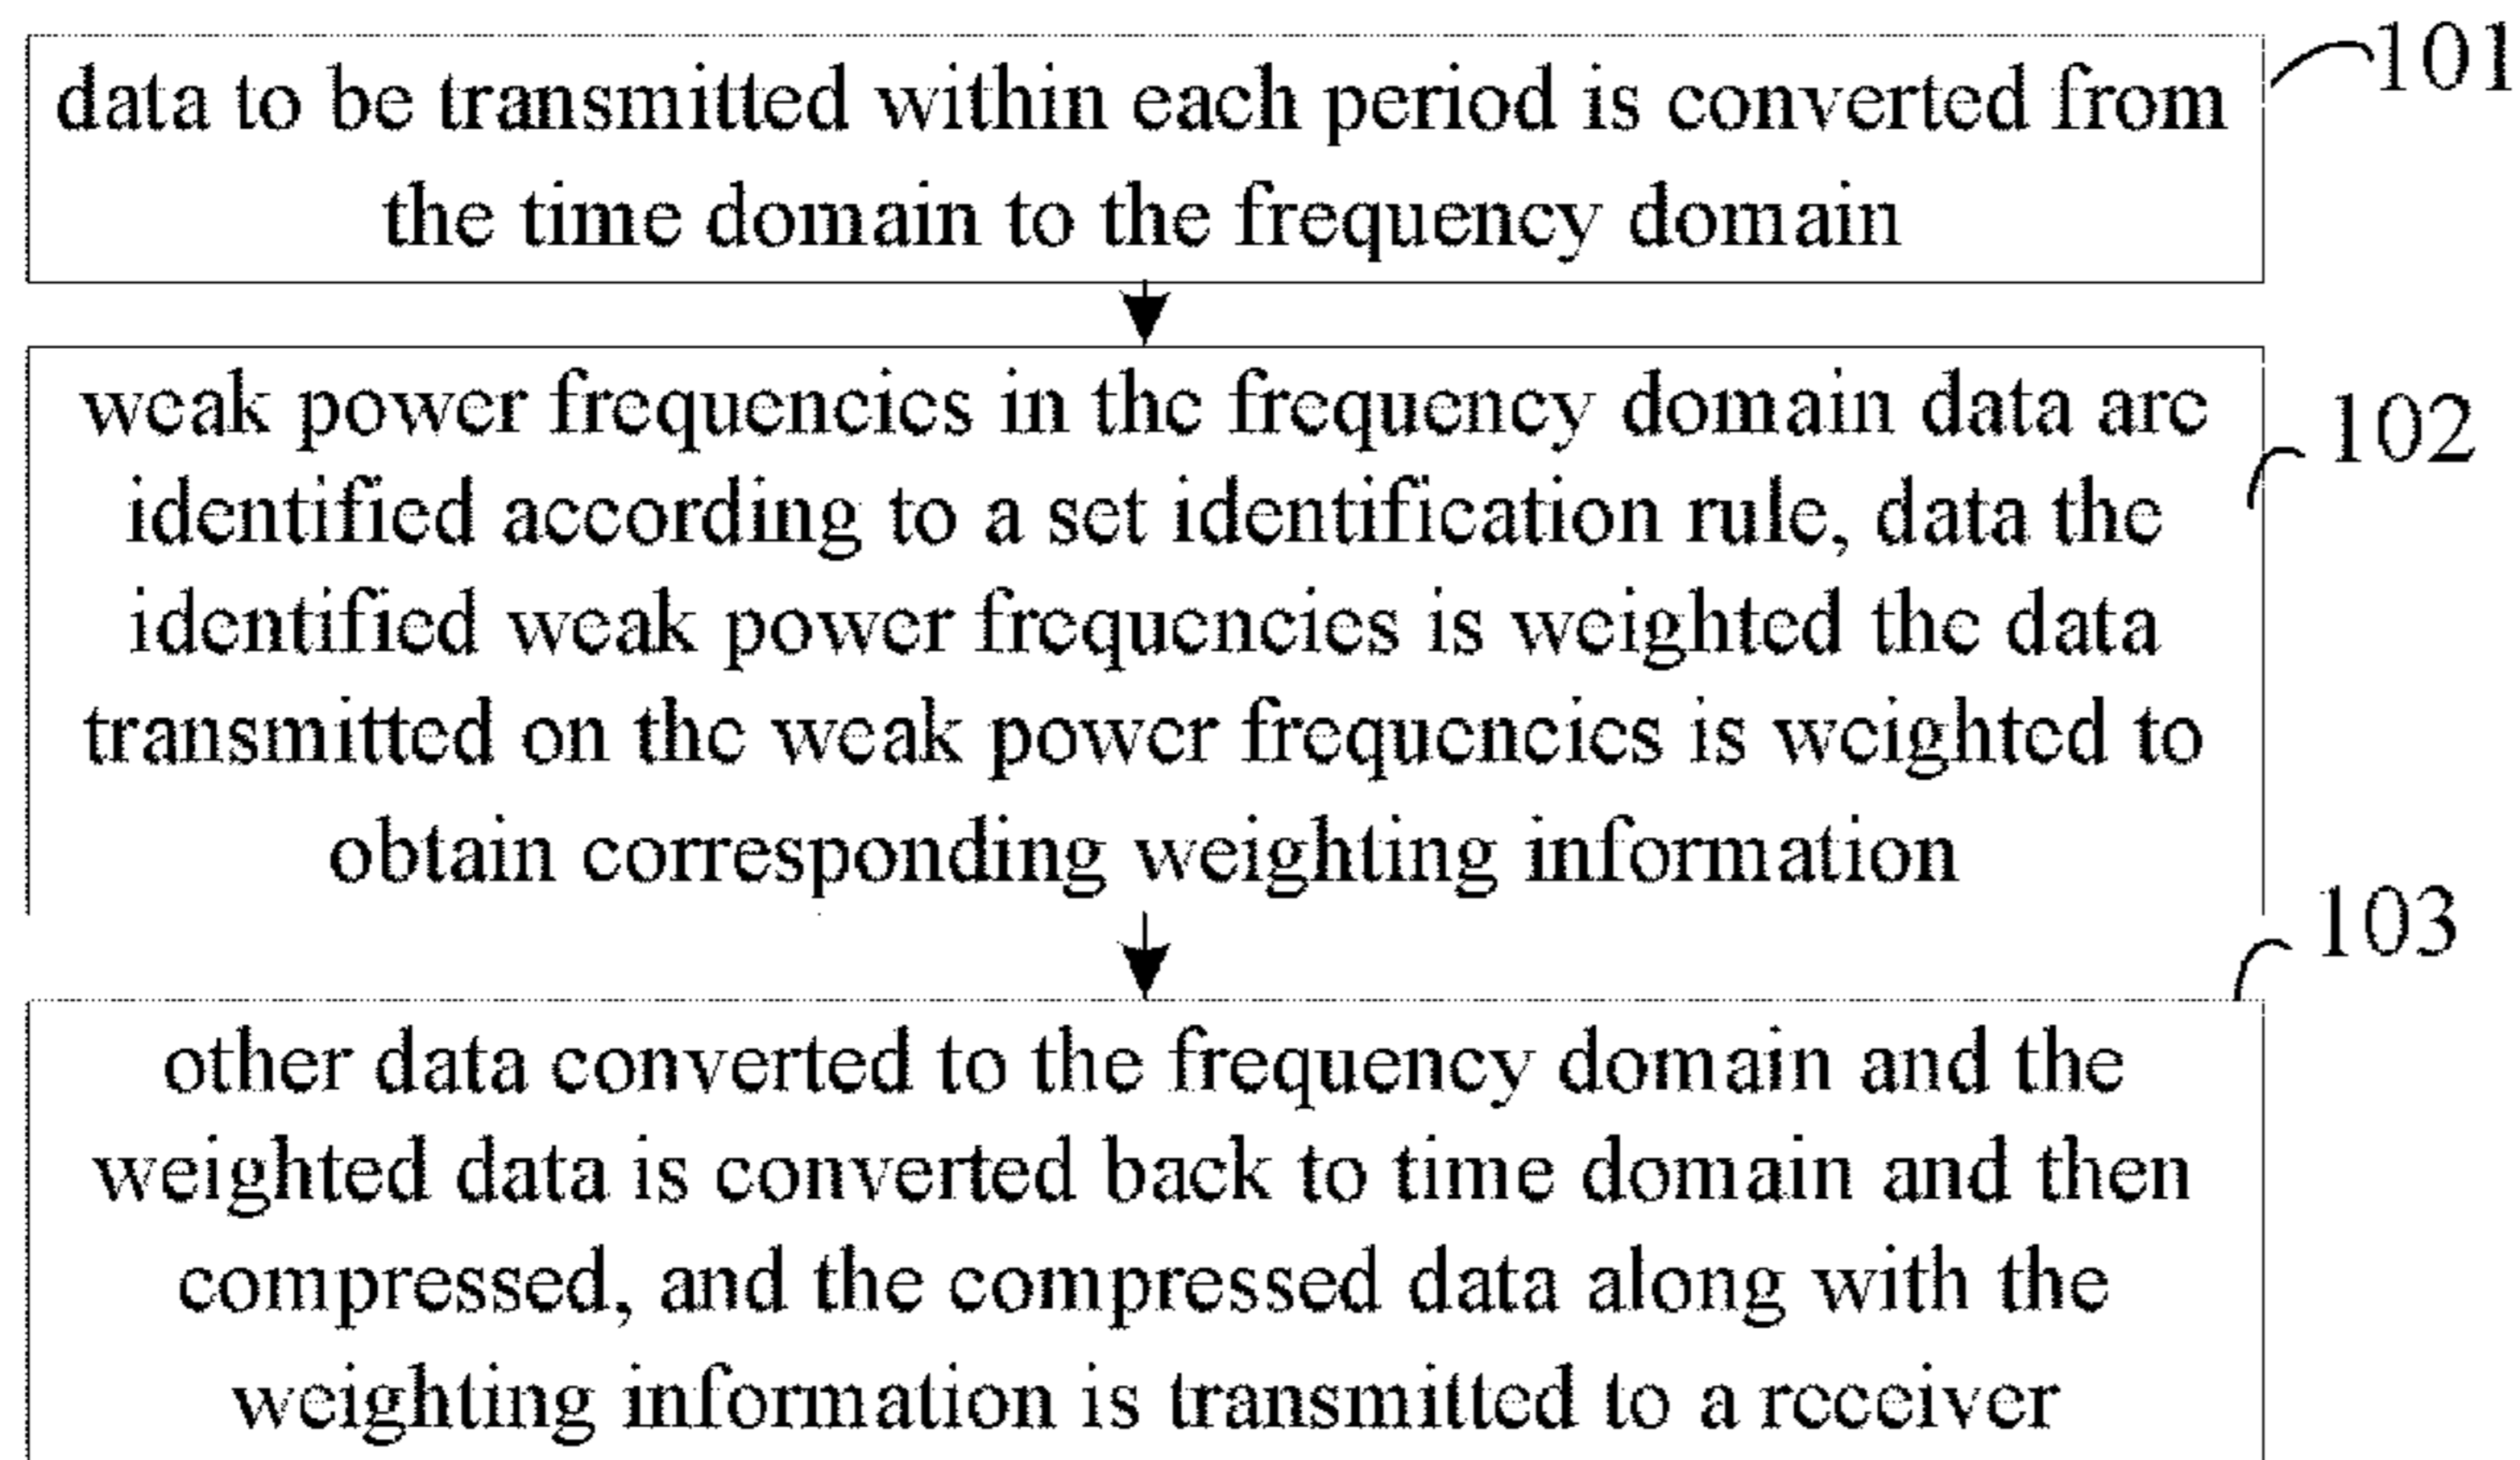 101
data to be transmitted within each period is converted from
the time domain to the frequency domain
102
weak power frequencies in the frequency domain data are
identified according to a set identification rule, data the
identified weak power frequencies is weighted the data
transmitted on the weak power frequencies is weighted to
obtain corresponding weighting information
103
other data converted to the frequency domain and the
weighted data is converted back to time domain and then
compressed, and the compressed data along with the
weighting information is transmitted to a receiver